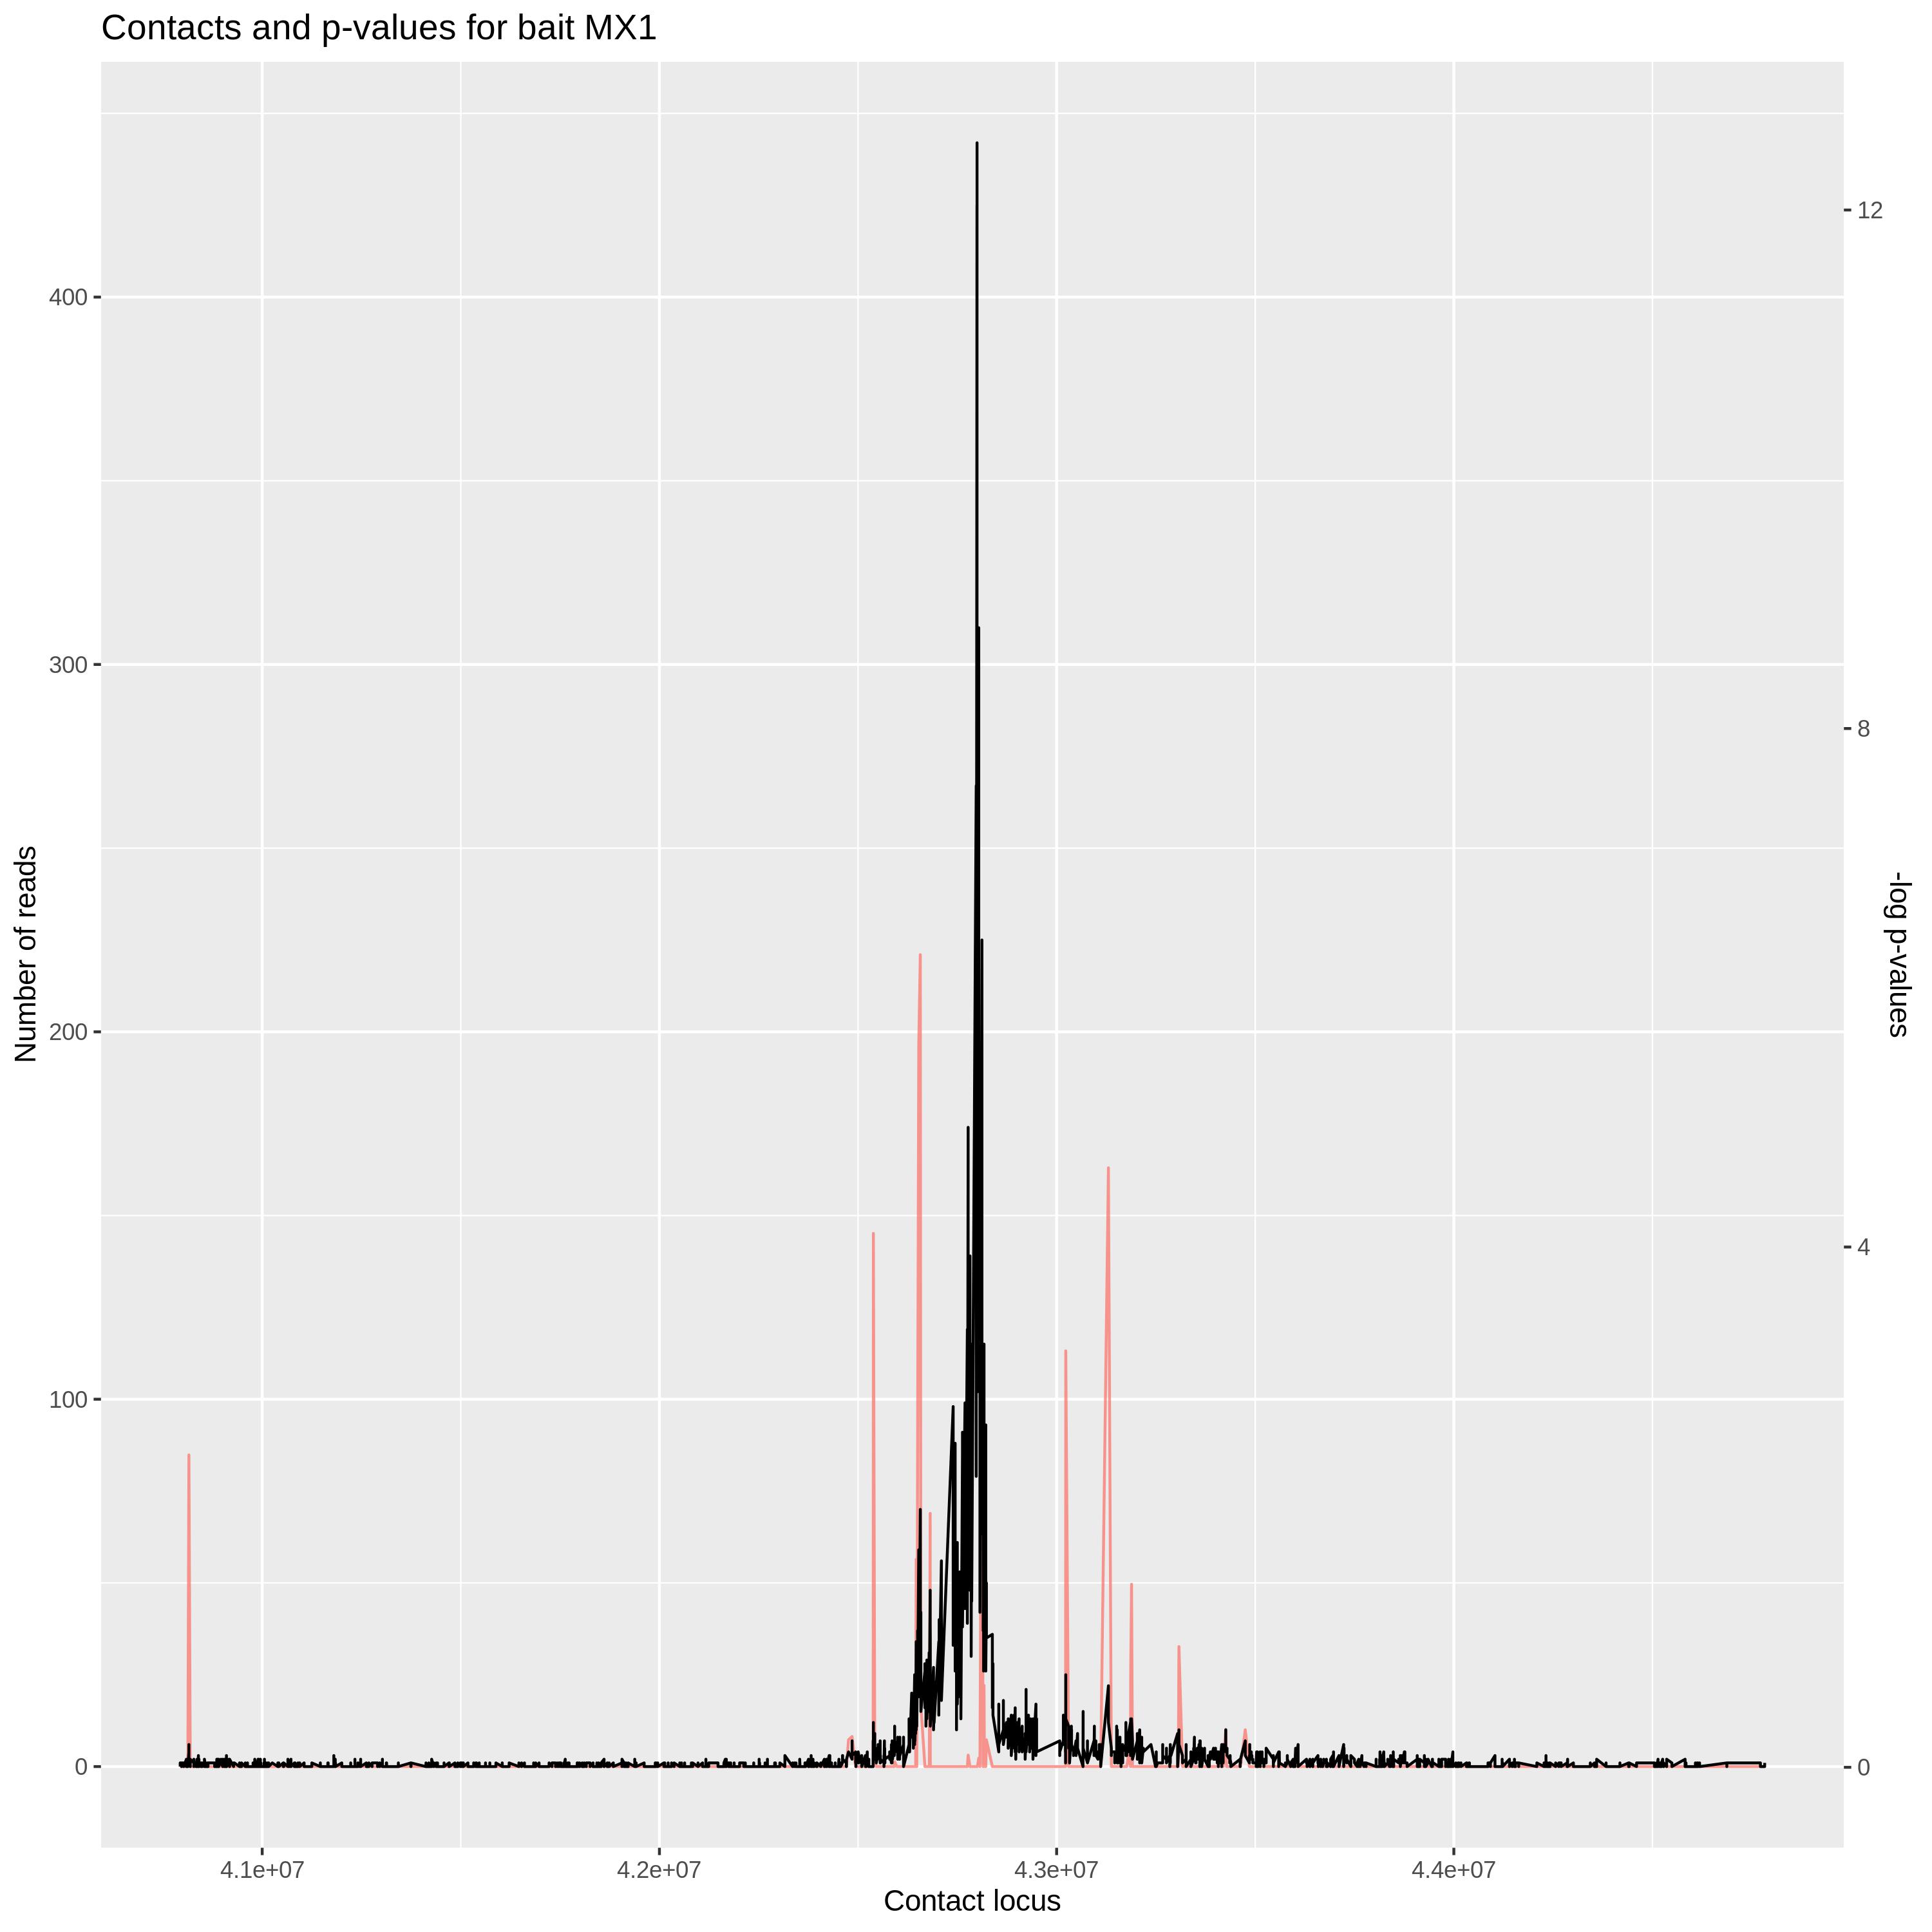 Contacts and p-values for bait MX1
Number of reads
400
300
200
100
0
12
8
4
0
-log p-values
4.1e+07
4.2e+07
4.3e+07
4.4e+07
Contact locus